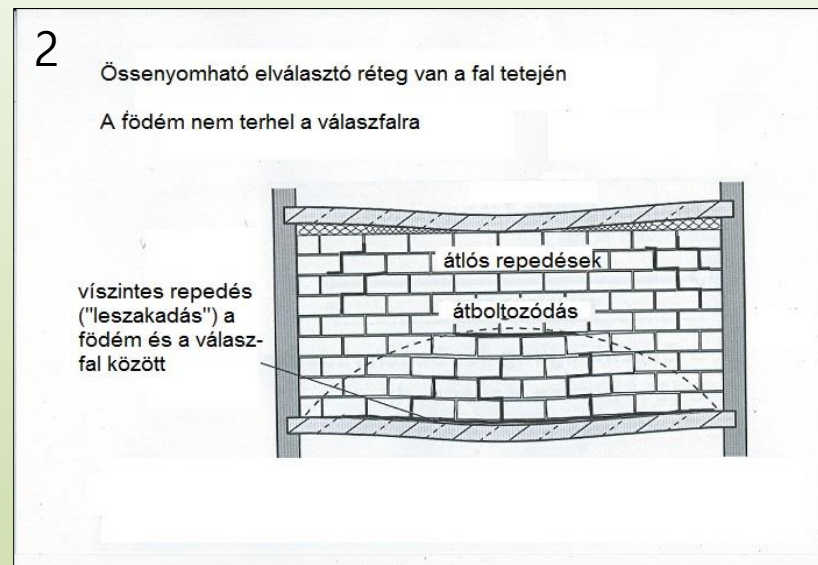 2
Össenyomható elválasztó réteg van a fal tetején
A födém nem terhel a válaszfalra
átlós repedések
átboltozódás
víszintes repedés
("leszakadás") a
födém és a válasz-
fal között